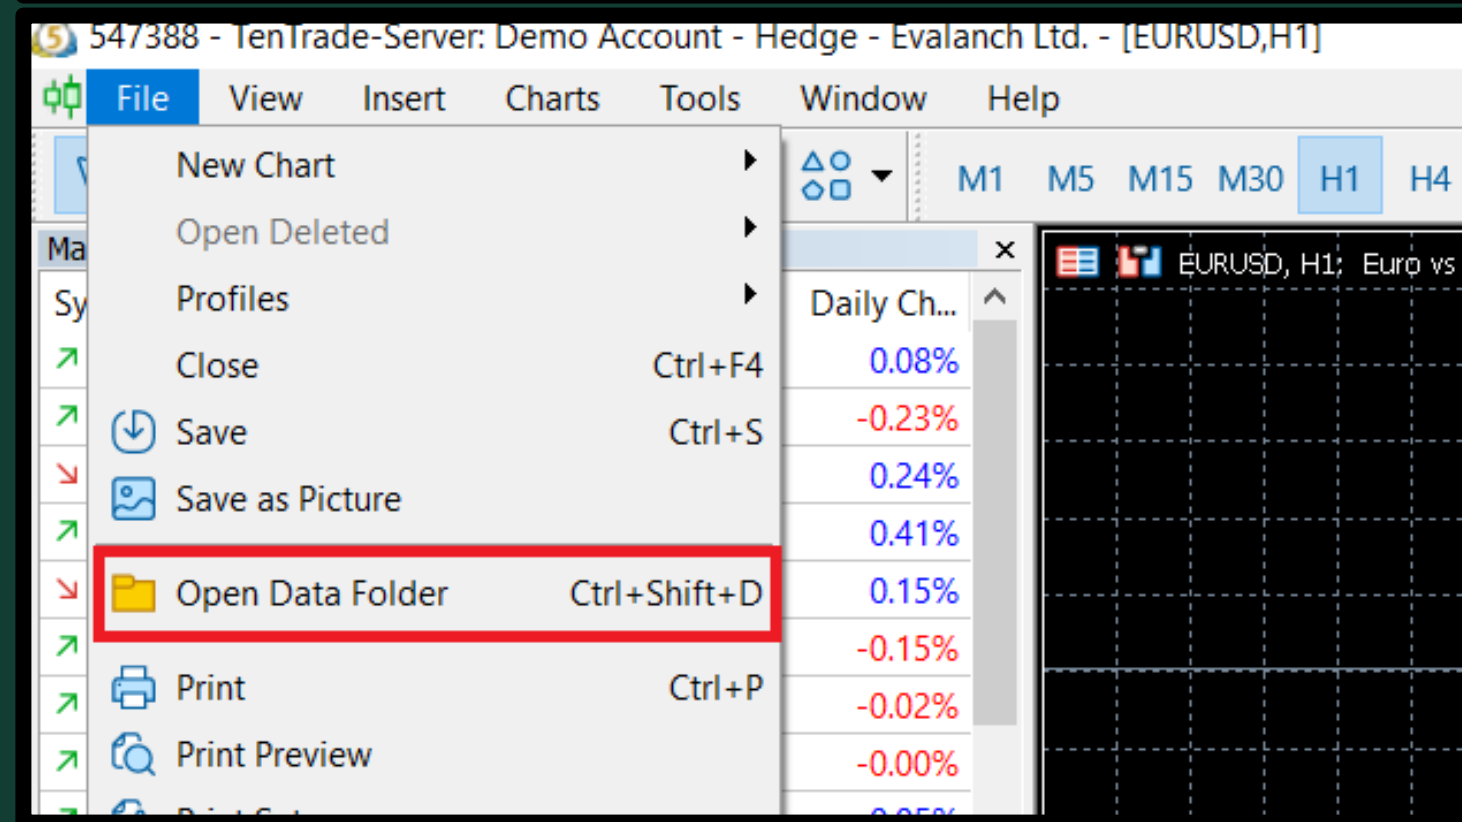 547388 - TenTrade-Server: Demo Account - Hedge - Evalanch Ltd. - [EURUSD,H1]
File View Insert Charts Tools Window Help
M1 M5 M15 M30 H1 H4
New Chart
Open Deleted
Profiles
Close Ctrl+F4
Save Ctrl+S
Save as Picture
Open Data Folder Ctrl+Shift+D
Print Ctrl+P
Print Preview
Ma
Sy
Daily Ch...
0.08%
-0.23%
0.24%
0.41%
0.15%
-0.15%
-0.02%
-0.00%
EURUSD, H1: Euro vs